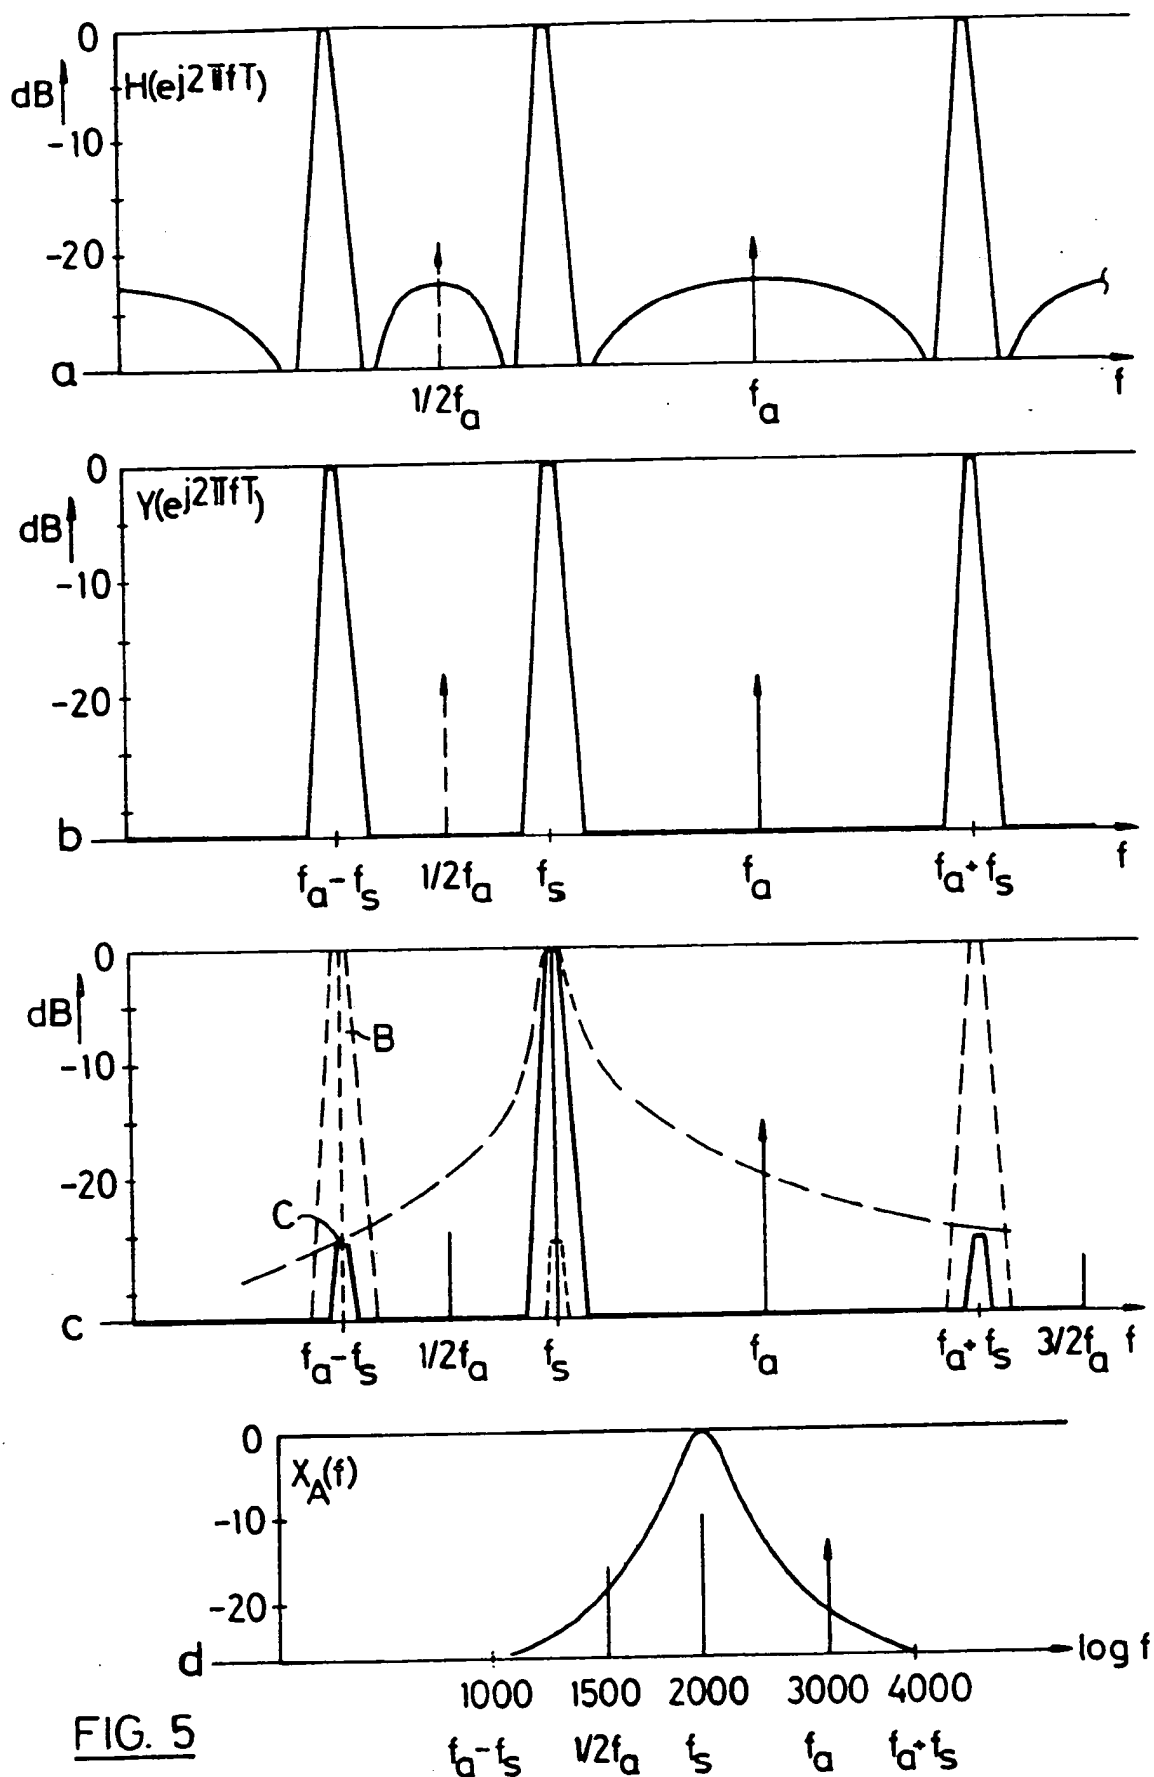 0
dB
H(ej2πfT)
-10
-20
a
1/2fa
fa
f
0
dB
Y(ej2πfT)
-10
-20
b
fa-fs
1/2fa
fs
fa
fa+fs
f
0
dB
B
-10
-20
C
c
fa-fs
1/2fa
fs
fa
fa+fs
3/2fa
f
0
XA(f)
-10
-20
d
log f
1000 1500 2000 3000 4000
fa-fs 1/2fa fs fa fa+fs
FIG. 5